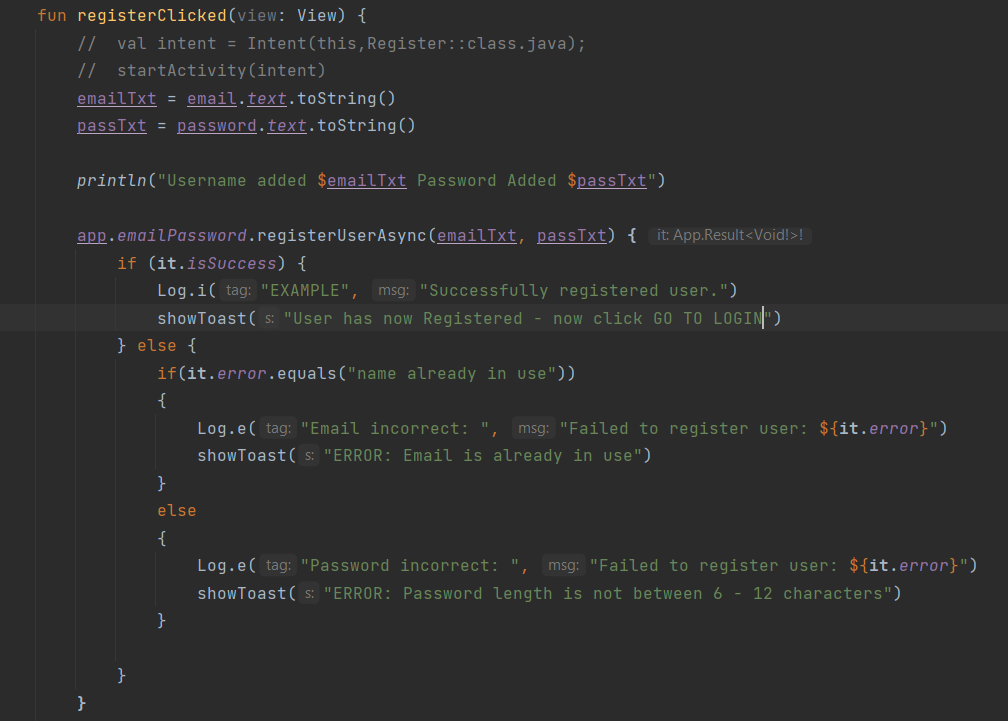 fun registerClicked(view: View) {
//  val intent = Intent(this,Register::class.java);
//  startActivity(intent)
emailTxt = email.text.toString()
passTxt = password.text.toString()
println("Username added $emailTxt Password Added $passTxt")
app.emailPassword.registerUserAsync(emailTxt, passTxt) { it: App.Result<Void!>!
if (it.isSuccess) {
Log.i( tag: "EXAMPLE", msg: "Successfully registered user.")
showToast( s: "User has now Registered - now click GO TO LOGIN")
} else {
if(it.error.equals("name already in use"))
{
Log.e( tag: "Email incorrect: ", msg: "Failed to register user: ${it.error}")
showToast( s: "ERROR: Email is already in use")
}
else
{
Log.e( tag: "Password incorrect: ", msg: "Failed to register user: ${it.error}")
showToast( s: "ERROR: Password length is not between 6 - 12 characters")
}
}
}